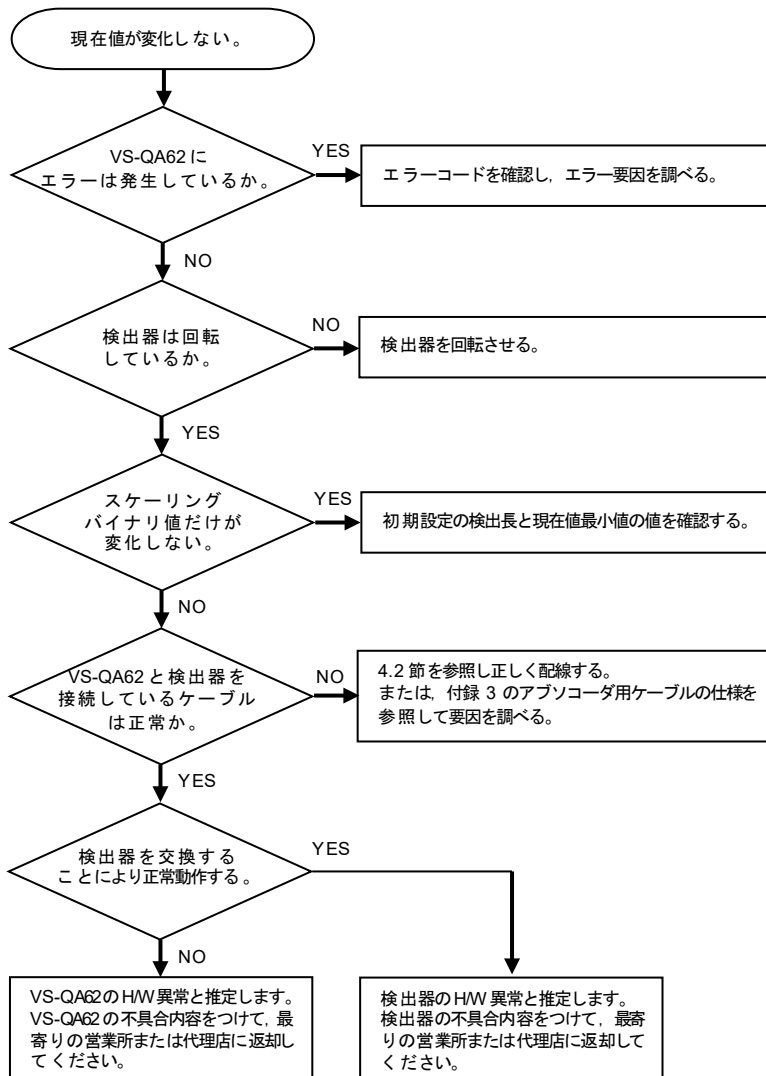 現在値が変化しない。
VS-QA62に
エラーは発生しているか。
YES
エラーコードを確認し，エラー要因を調べる。
NO
検出器は回転
しているか。
NO
検出器を回転させる。
YES
スケーリング
バイナリ値だけが
変化しない。
YES
初期設定の検出長と現在値最小値の値を確認する。
NO
VS-QA62と検出器を
接続しているケーブル
は正常か。
NO
4.2節を参照し正しく配線する。
または，付録 3 のアブソコーダ用ケーブルの仕様を
参照して要因を調べる。
YES
検出器を交換する
ことにより正常動作する。
YES
NO
VS-QA62のH/W異常と推定します。
VS-QA62の不具合内容をつけて，最
寄りの営業所または代理店に返却し
てください。
検出器のH/W異常と推定します。
検出器の不具合内容をつけて，最寄
りの営業所または代理店に返却して
ください。